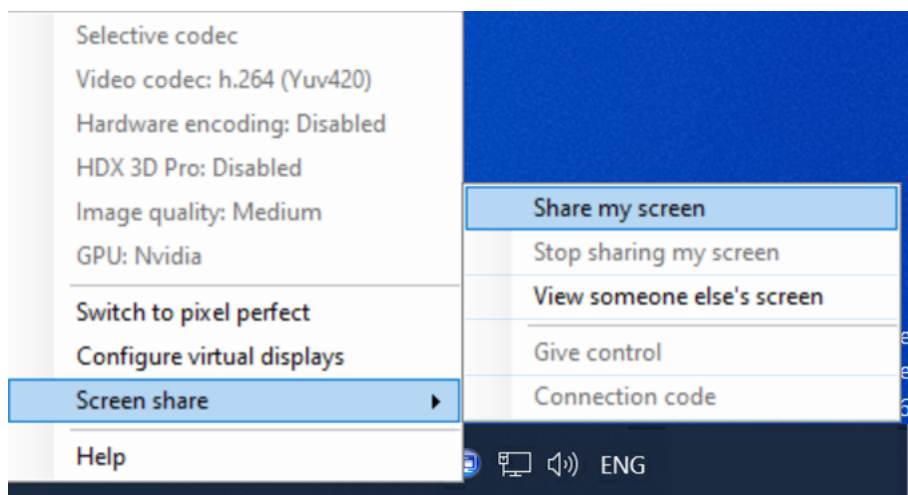 Selective codec
Video codec: h.264 (Yuv420)
Hardware encoding: Disabled
HDX 3D Pro: Disabled
Image quality: Medium
GPU: Nvidia
Switch to pixel perfect
Configure virtual displays
Screen share
Help
Share my screen
Stop sharing my screen
View someone else's screen
Give control
Connection code
ENG